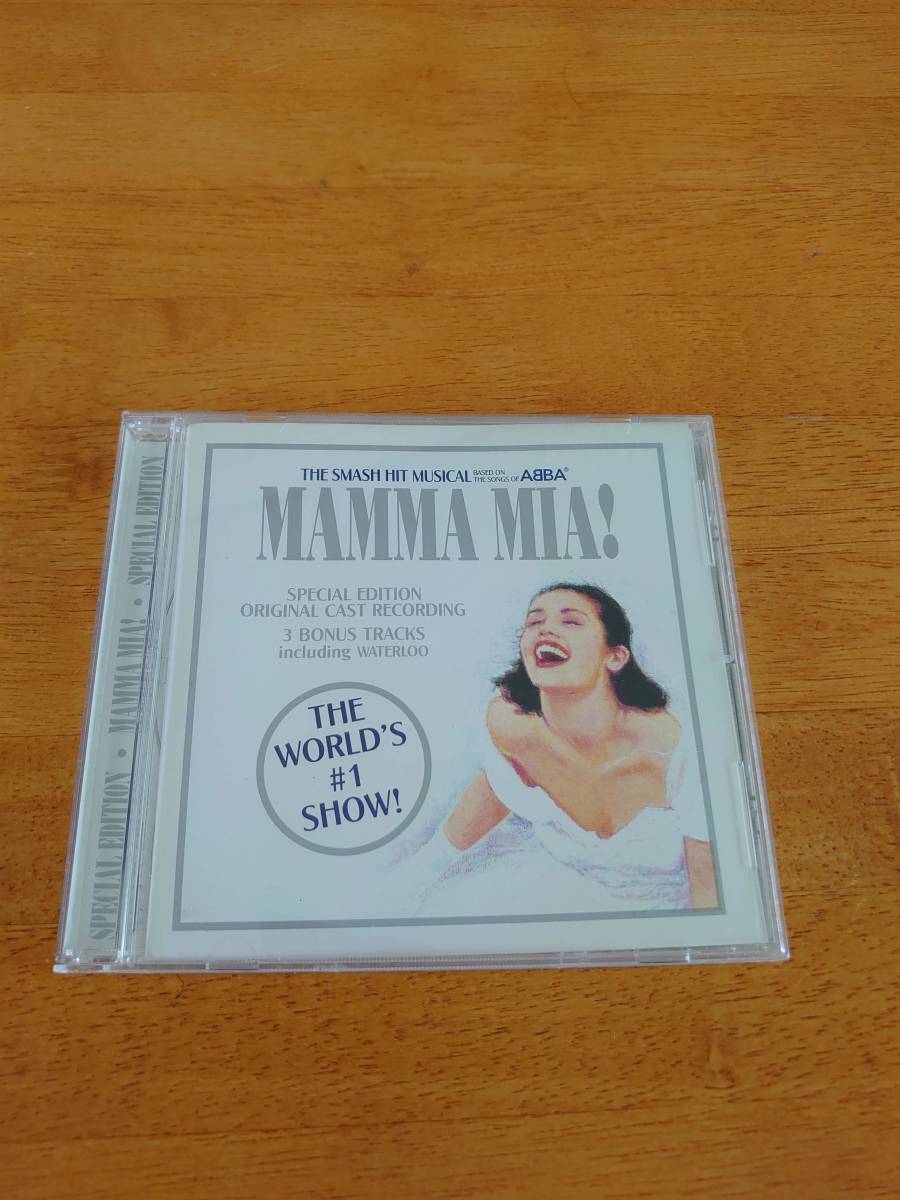 THE SMASH HIT MUSICAL BASED ON THE SONGS OF ABBA®
MAMMA MIA!
SPECIAL EDITION
ORIGINAL CAST RECORDING
3 BONUS TRACKS
including WATERLOO
THE
WORLD'S
#1
SHOW!
SPECIAL EDITION • MAMMA MIA! • SPECIAL EDITION